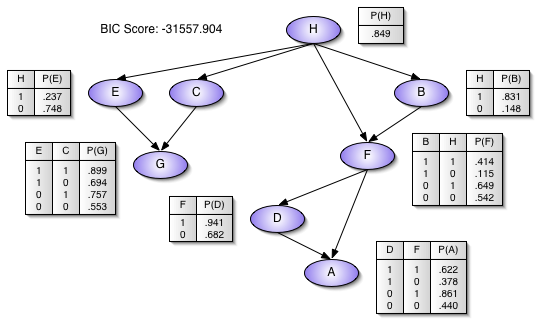 BIC Score: -31557.904
H
P(H)
.849
H P(E)
1 .237
0 .748
E
C
B
H P(B)
1 .831
0 .148
E C P(G)
1 1 .899
1 0 .694
0 1 .757
0 0 .553
G
F
B H P(F)
1 1 .414
1 0 .115
0 1 .649
0 0 .542
F P(D)
1 .941
0 .682
D
A
D F P(A)
1 1 .622
1 0 .378
0 1 .861
0 0 .440